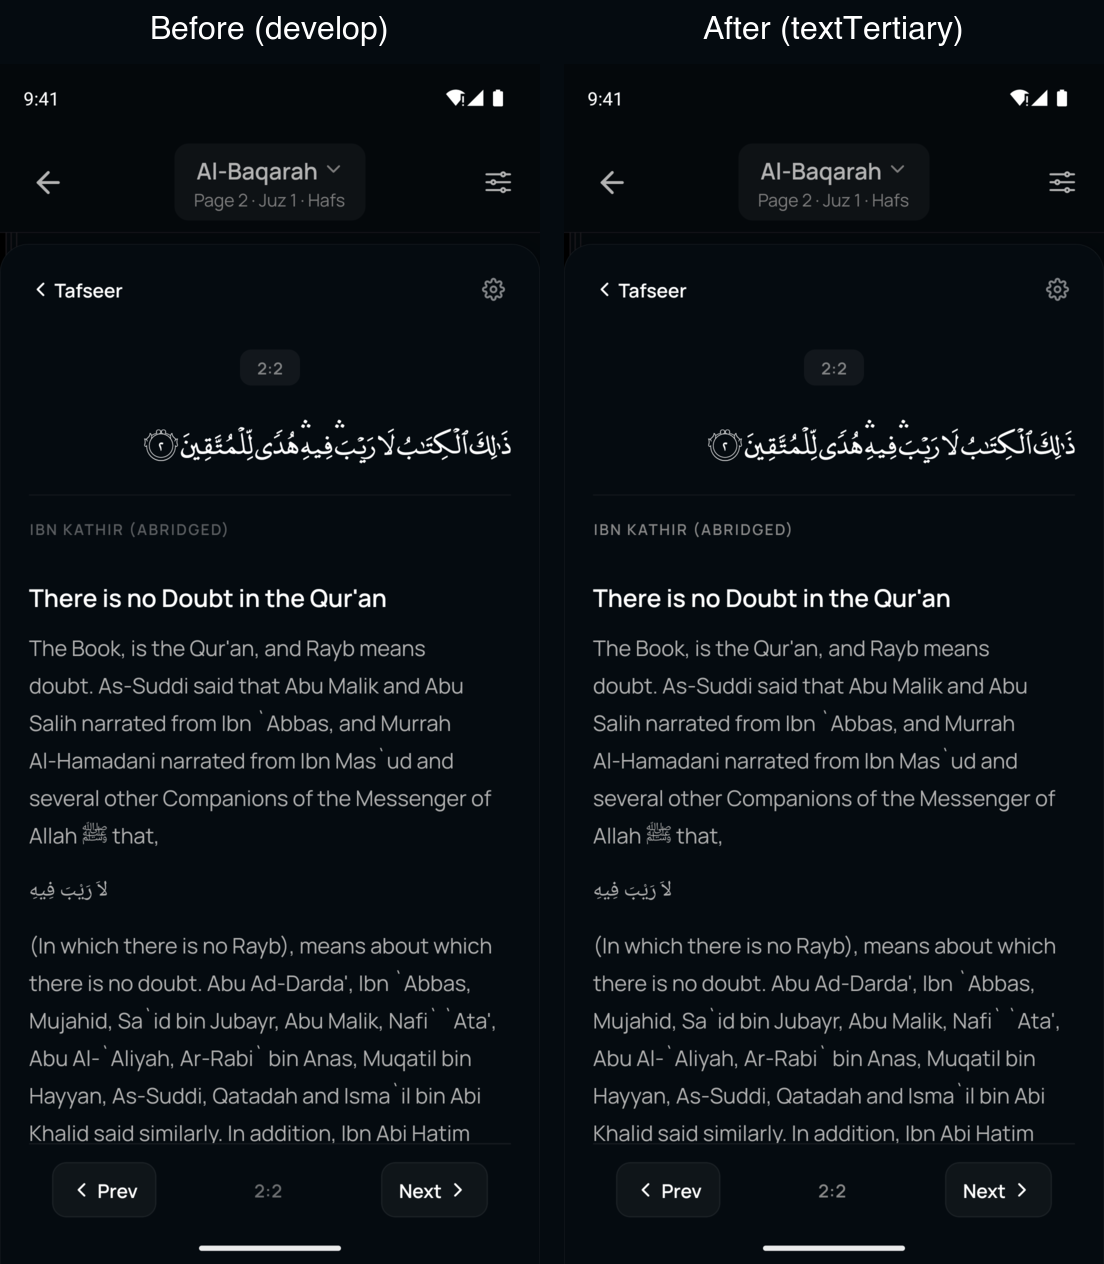 Before (develop)
9:41
Al-Baqarah
Page 2 · Juz 1 · Hafs
Tafseer
2:2
ذَٰلِكَ ٱلْكِتَـٰبُ لَا رَيْبَ ۛ فِيهِ ۛ هُدًى لِّلْمُتَّقِينَ ٢
IBN KATHIR (ABRIDGED)
There is no Doubt in the Qur'an
The Book, is the Qur'an, and Rayb means
doubt. As-Suddi said that Abu Malik and Abu
Salih narrated from Ibn `Abbas, and Murrah
Al-Hamadani narrated from Ibn Mas`ud and
several other Companions of the Messenger of
Allah ﷺ that,
لاَ رَيْبَ فِيهِ
(In which there is no Rayb), means about which
there is no doubt. Abu Ad-Darda', Ibn `Abbas,
Mujahid, Sa`id bin Jubayr, Abu Malik, Nafi` `Ata',
Abu Al-`Aliyah, Ar-Rabi` bin Anas, Muqatil bin
Hayyan, As-Suddi, Qatadah and Isma`il bin Abi
Khalid said similarly. In addition, Ibn Abi Hatim
Prev
2:2
Next
After (textTertiary)
9:41
Al-Baqarah
Page 2 · Juz 1 · Hafs
Tafseer
2:2
ذَٰلِكَ ٱلْكِتَـٰبُ لَا رَيْبَ ۛ فِيهِ ۛ هُدًى لِّلْمُتَّقِينَ ٢
IBN KATHIR (ABRIDGED)
There is no Doubt in the Qur'an
The Book, is the Qur'an, and Rayb means
doubt. As-Suddi said that Abu Malik and Abu
Salih narrated from Ibn `Abbas, and Murrah
Al-Hamadani narrated from Ibn Mas`ud and
several other Companions of the Messenger of
Allah ﷺ that,
لاَ رَيْبَ فِيهِ
(In which there is no Rayb), means about which
there is no doubt. Abu Ad-Darda', Ibn `Abbas,
Mujahid, Sa`id bin Jubayr, Abu Malik, Nafi` `Ata',
Abu Al-`Aliyah, Ar-Rabi` bin Anas, Muqatil bin
Hayyan, As-Suddi, Qatadah and Isma`il bin Abi
Khalid said similarly. In addition, Ibn Abi Hatim
Prev
2:2
Next